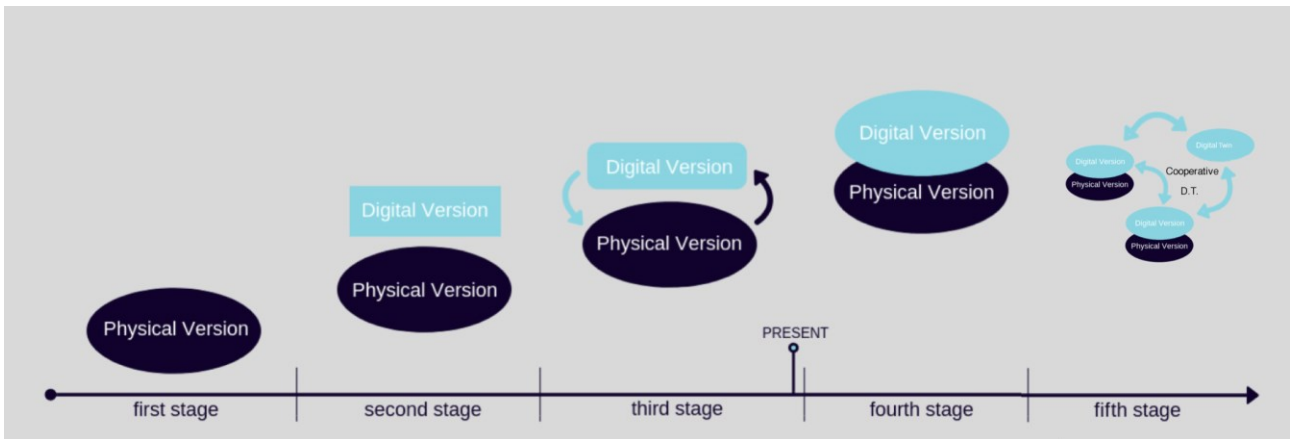 Physical Version
first stage
Digital Version
Physical Version
second stage
Digital Version
Physical Version
third stage
PRESENT
Digital Version
Physical Version
fourth stage
Digital Version
Physical Version
Digital two
Cooperative
D.T.
Digital Version
Physical Version
fifth stage